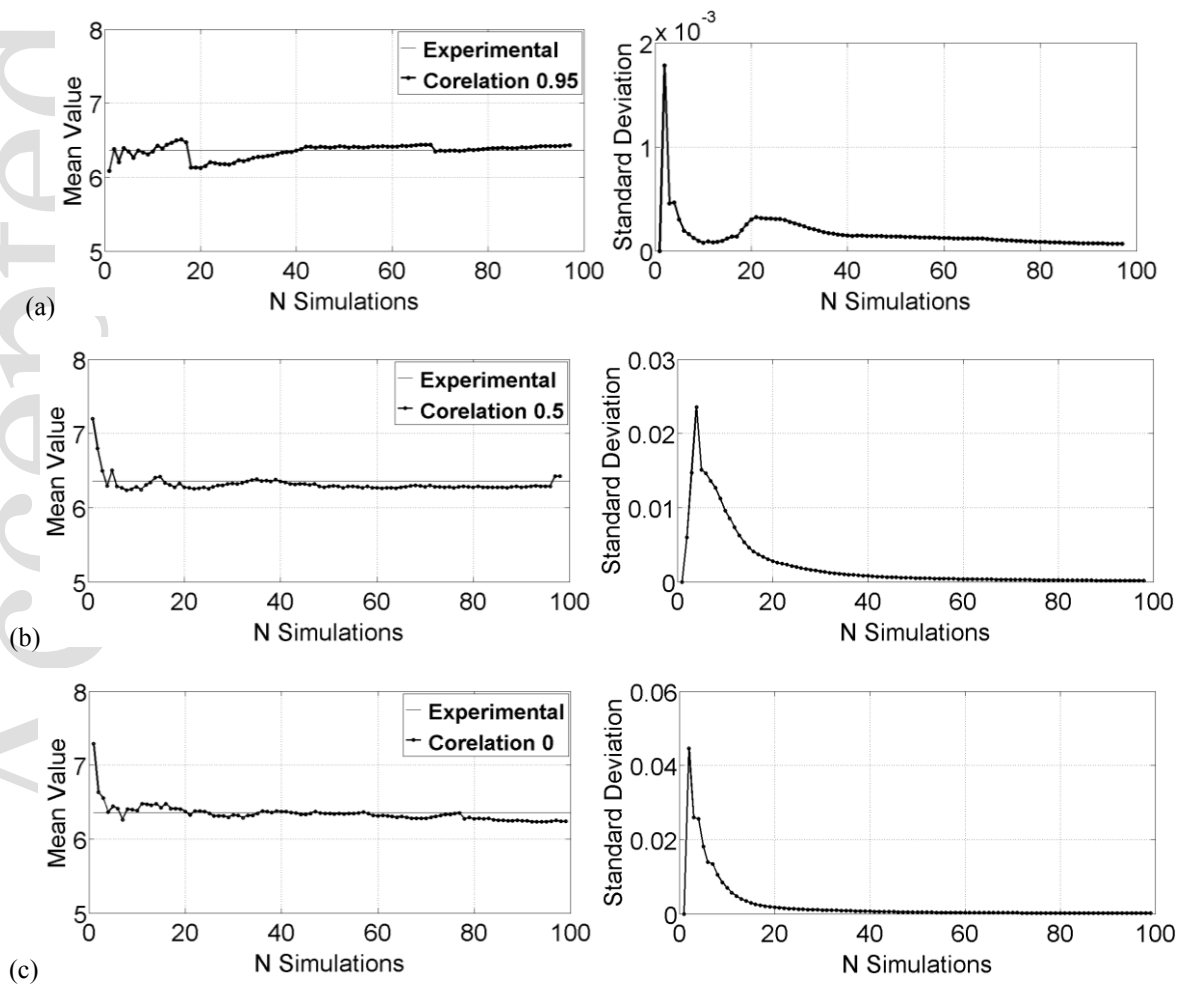 Accepted
8
7
6
5
Mean Value
0 20 40 60 80 100
N Simulations
Experimental
Corelation 0.95
2 x 10 -3
1
0
Standard Deviation
0 20 40 60 80 100
N Simulations
(a)
8
7
6
5
Mean Value
0 20 40 60 80 100
N Simulations
Experimental
Corelation 0.5
0.03
0.02
0.01
0
Standard Deviation
0 20 40 60 80 100
N Simulations
(b)
8
7
6
5
Mean Value
0 20 40 60 80 100
N Simulations
Experimental
Corelation 0
0.06
0.04
0.02
0
Standard Deviation
0 20 40 60 80 100
N Simulations
(c)